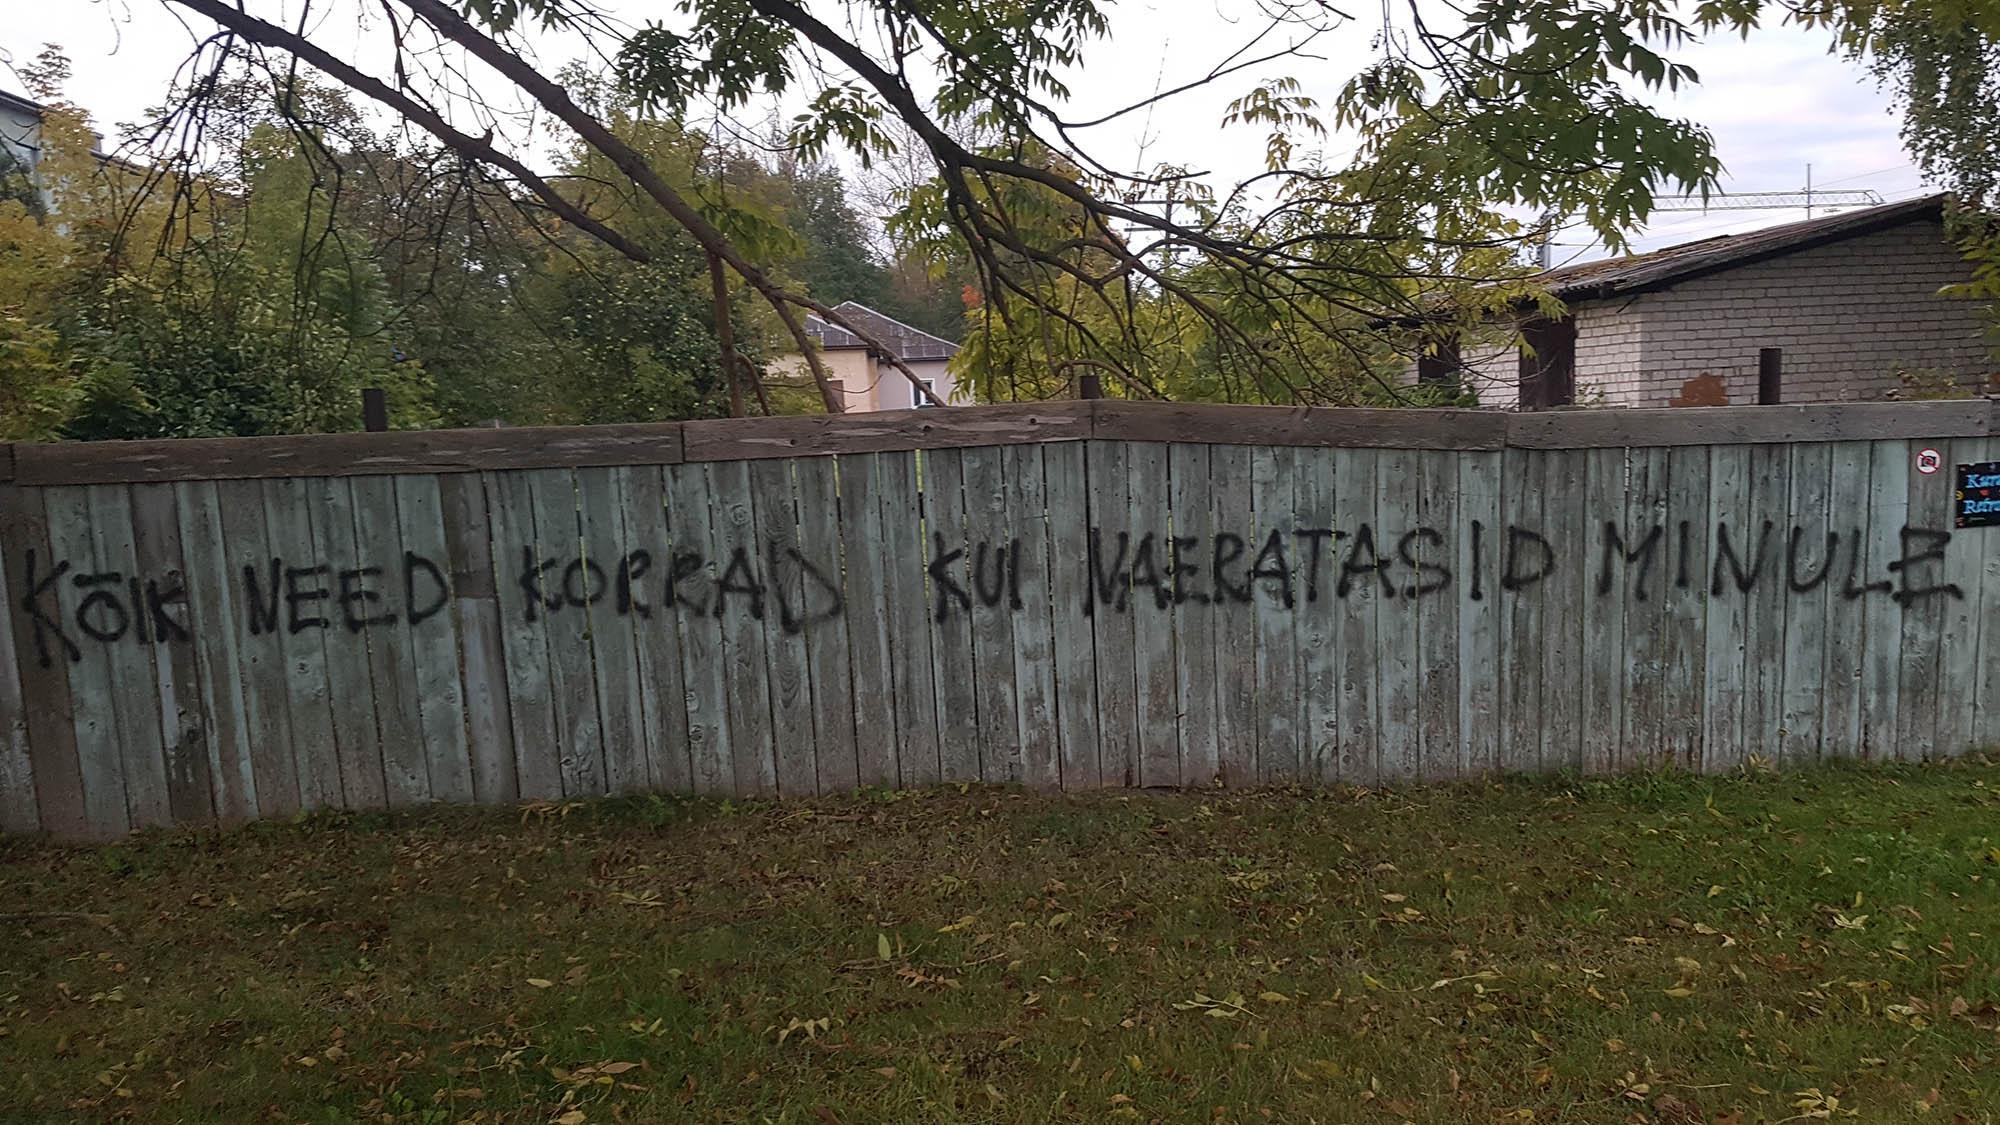 KÕIK NEED KORRAD KUI NAERATASID MINULE